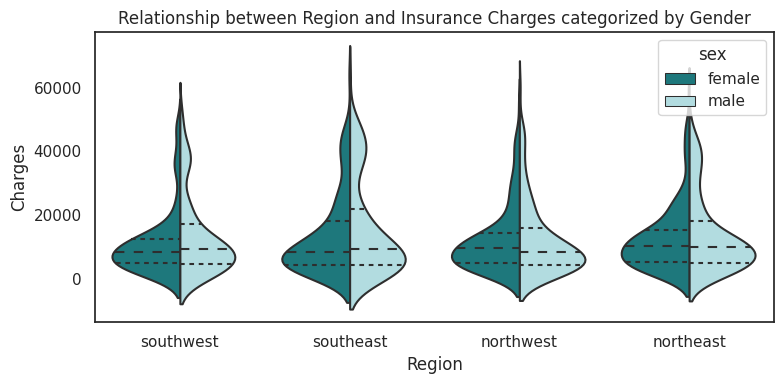 Relationship between Region and Insurance Charges categorized by Gender
sex
female
male
60000
40000
20000
0
Charges
southwest
southeast
northwest
northeast
Region